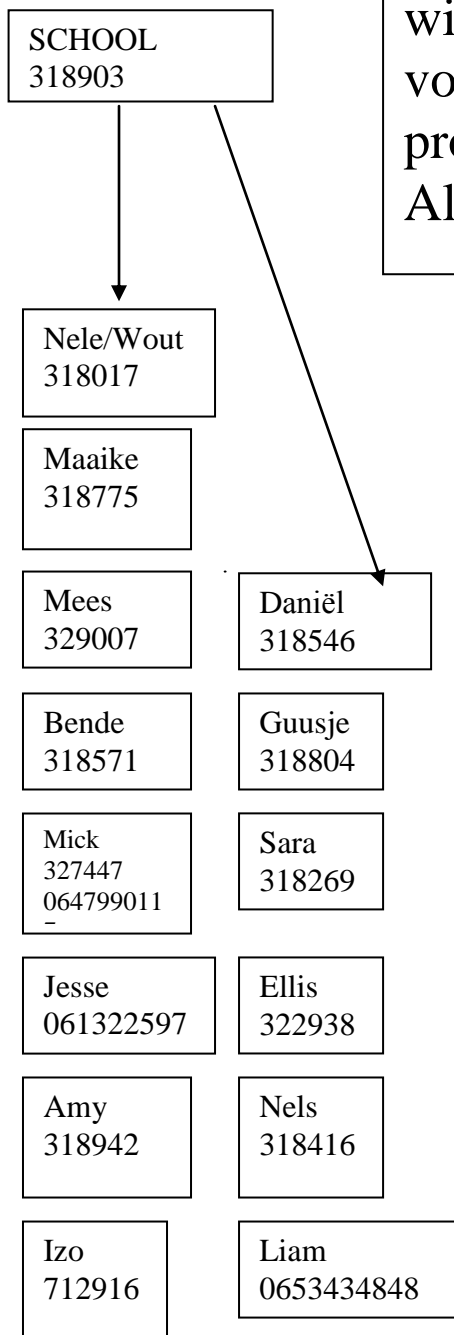 SCHOOL
318903
Nele/Wout
318017
Maaike
318775
Mees
329007
Bende
318571
Mick
327447
064799011
Jesse
061322597
Amy
318942
Izo
712916
Daniël
318546
Guusje
318804
Sara
318269
Ellis
322938
Nels
318416
Liam
0653434848